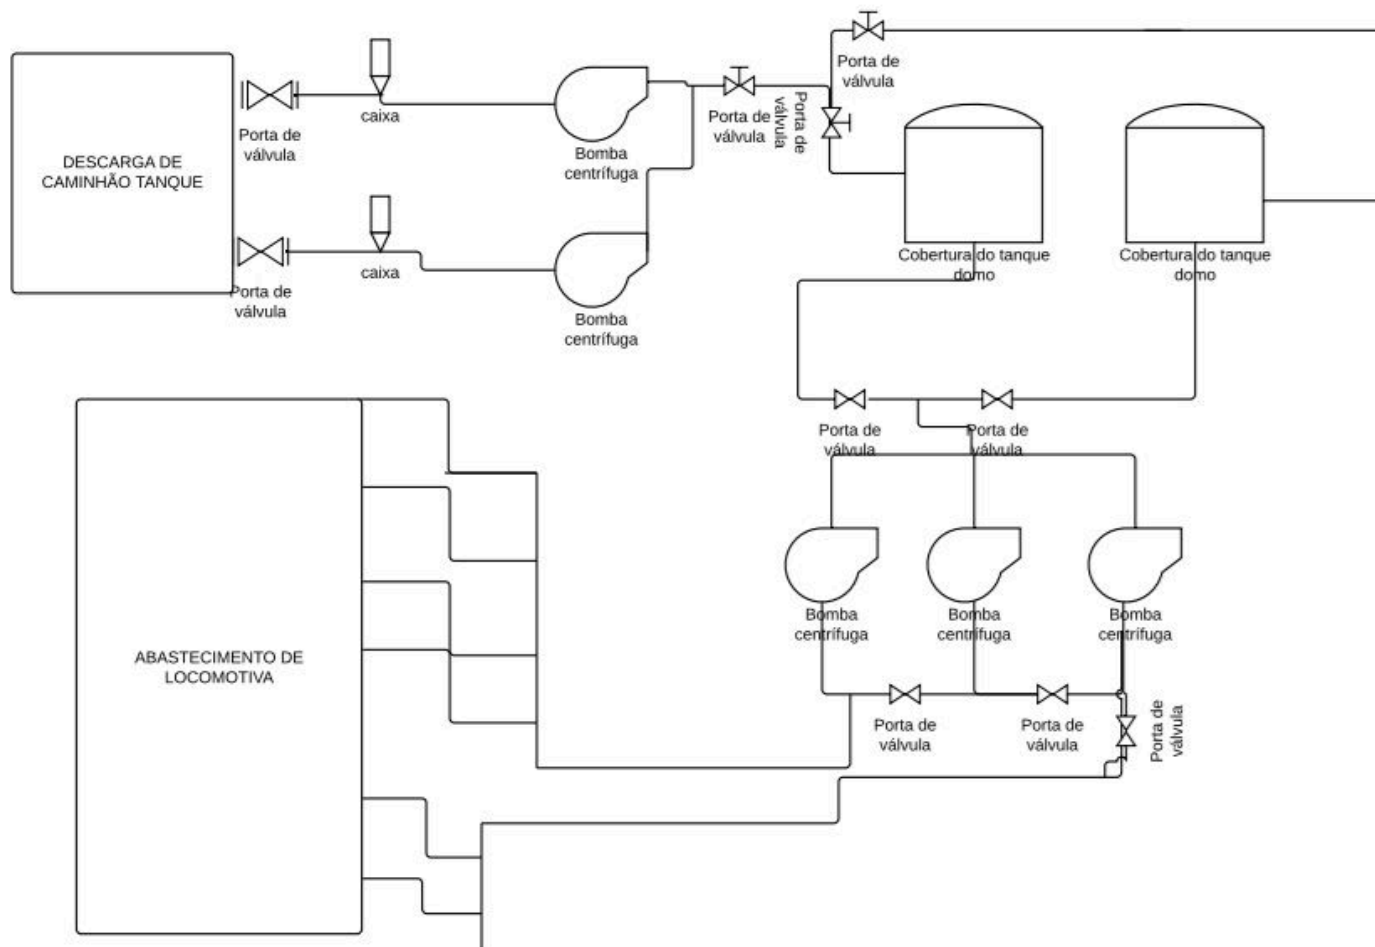 Porta de
válvula
DESCARGA DE
CAMINHÃO TANQUE
Porta de
válvula
caixa
Bomba
centrífuga
Porta de
válvula
Porta de
válvula
Porta de
válvula
caixa
Bomba
centrífuga
Cobertura do tanque
domo
Cobertura do tanque
domo
Porta de
válvula
Porta de
válvula
ABASTECIMENTO DE
LOCOMOTIVA
Bomba
centrífuga
Bomba
centrífuga
Bomba
centrífuga
Porta de
válvula
Porta de
válvula
Porta de
válvula